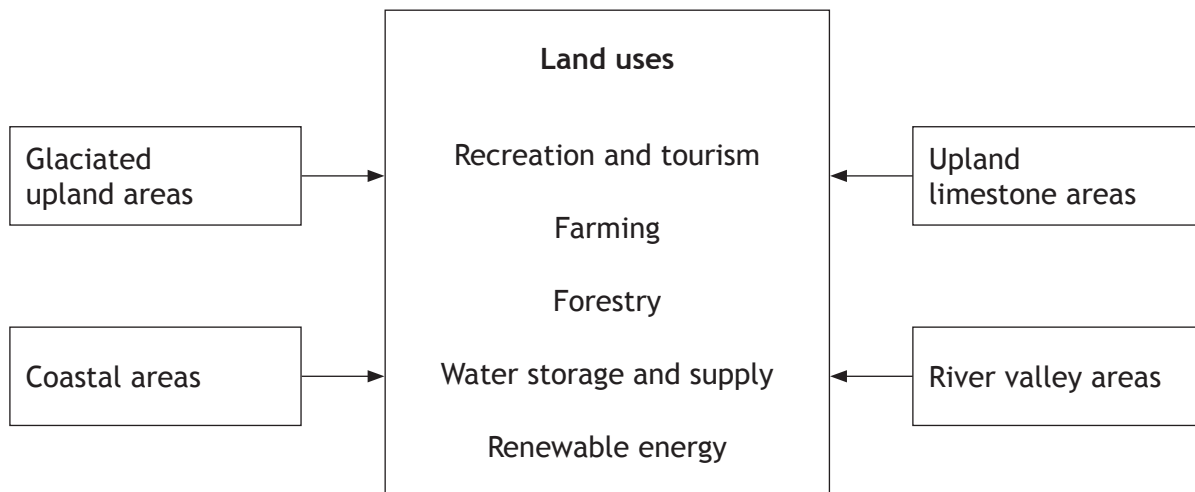 Land uses
Glaciated
upland areas
Recreation and tourism
Upland
limestone areas
Farming
Forestry
Coastal areas
Water storage and supply
River valley areas
Renewable energy